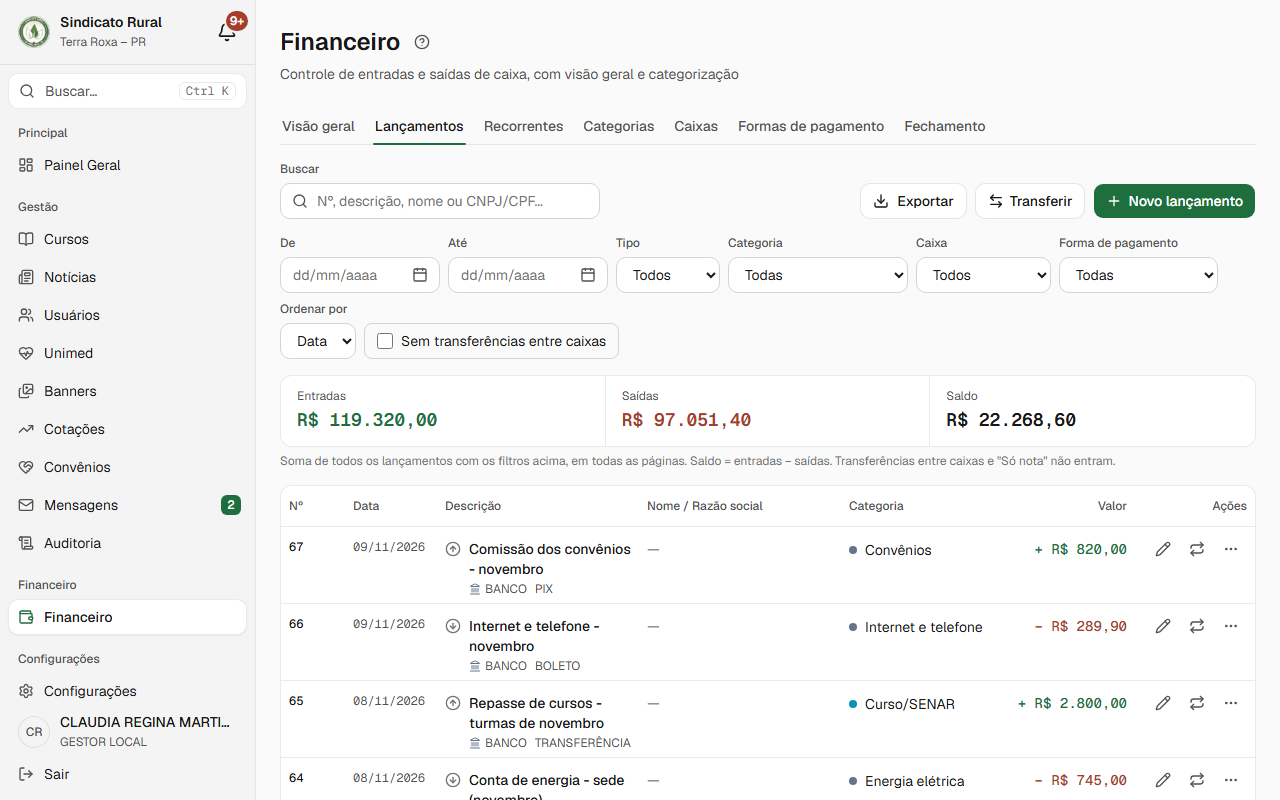 Sindicato Rural
Terra Roxa – PR
9+
Buscar...
Ctrl K
Principal
Painel Geral
Gestão
Cursos
Notícias
Usuários
Unimed
Banners
Cotações
Convênios
Mensagens
2
Auditoria
Financeiro
Financeiro
Configurações
Configurações
CR
CLAUDIA REGINA MARTI...
GESTOR LOCAL
Sair
Financeiro
Controle de entradas e saídas de caixa, com visão geral e categorização
Visão geral Lançamentos Recorrentes Categorias Caixas Formas de pagamento Fechamento
Buscar
Nº, descrição, nome ou CNPJ/CPF...
Exportar
Transferir
Novo lançamento
De Até Tipo Categoria Caixa Forma de pagamento
dd/mm/aaaa dd/mm/aaaa Todos Todas Todos Todas
Ordenar por
Data
Sem transferências entre caixas
Entradas
R$ 119.320,00
Saídas
R$ 97.051,40
Saldo
R$ 22.268,60
Soma de todos os lançamentos com os filtros acima, em todas as páginas. Saldo = entradas – saídas. Transferências entre caixas e "Só nota" não entram.
Nº Data Descrição Nome / Razão social Categoria Valor Ações
67 09/11/2026 Comissão dos convênios — Convênios + R$ 820,00
- novembro
BANCO PIX
66 09/11/2026 Internet e telefone - — Internet e telefone − R$ 289,90
novembro
BANCO BOLETO
65 08/11/2026 Repasse de cursos - — Curso/SENAR + R$ 2.800,00
turmas de novembro
BANCO TRANSFERÊNCIA
64 08/11/2026 Conta de energia - sede — Energia elétrica − R$ 745,00
(novembro)